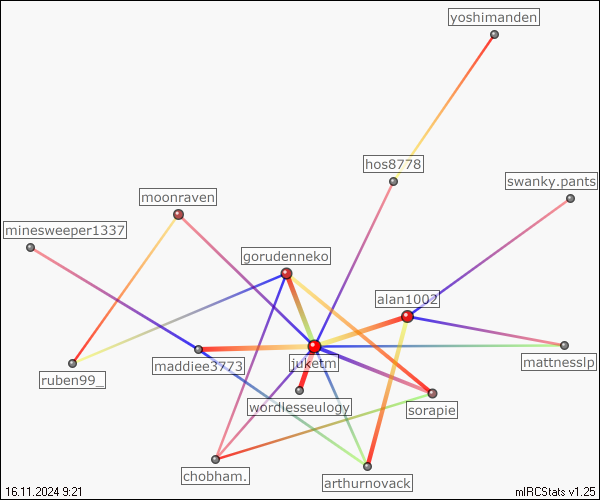 yoshimanden
hos8778
swanky.pants
moonraven
minesweeper1337
gorudenneko
alan1002
mattnesslp
juketm
maddiee3773
ruben99_
wordlesseulogy
sorapie
chobham.
arthurnovack
16.11.2024 9:21
mIRCStats v1.25